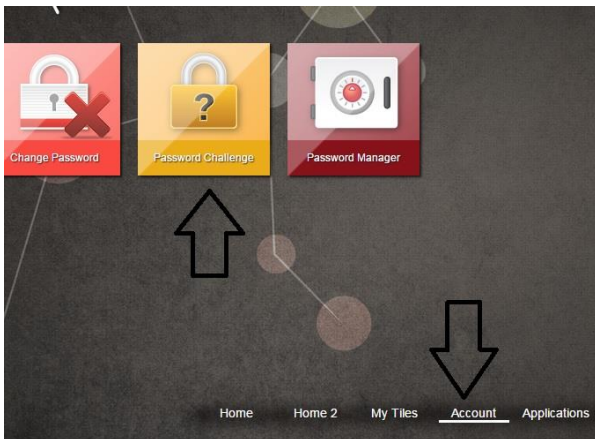 Change Password
?
Password Challenge
Password Manager
Home
Home 2
My Tiles
Account
Applications